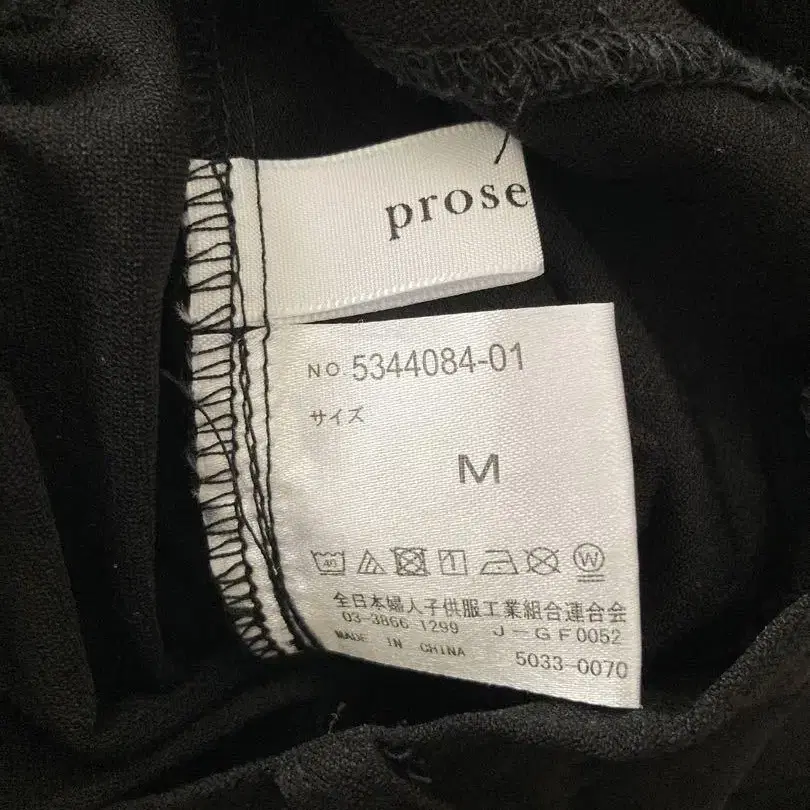 prose
NO. 5344084-01
サイズ
M
40
W
全日本婦人子供服工業組合連合会
03-3866-1299 J-GF0052
MADE IN CHINA
5033-0070